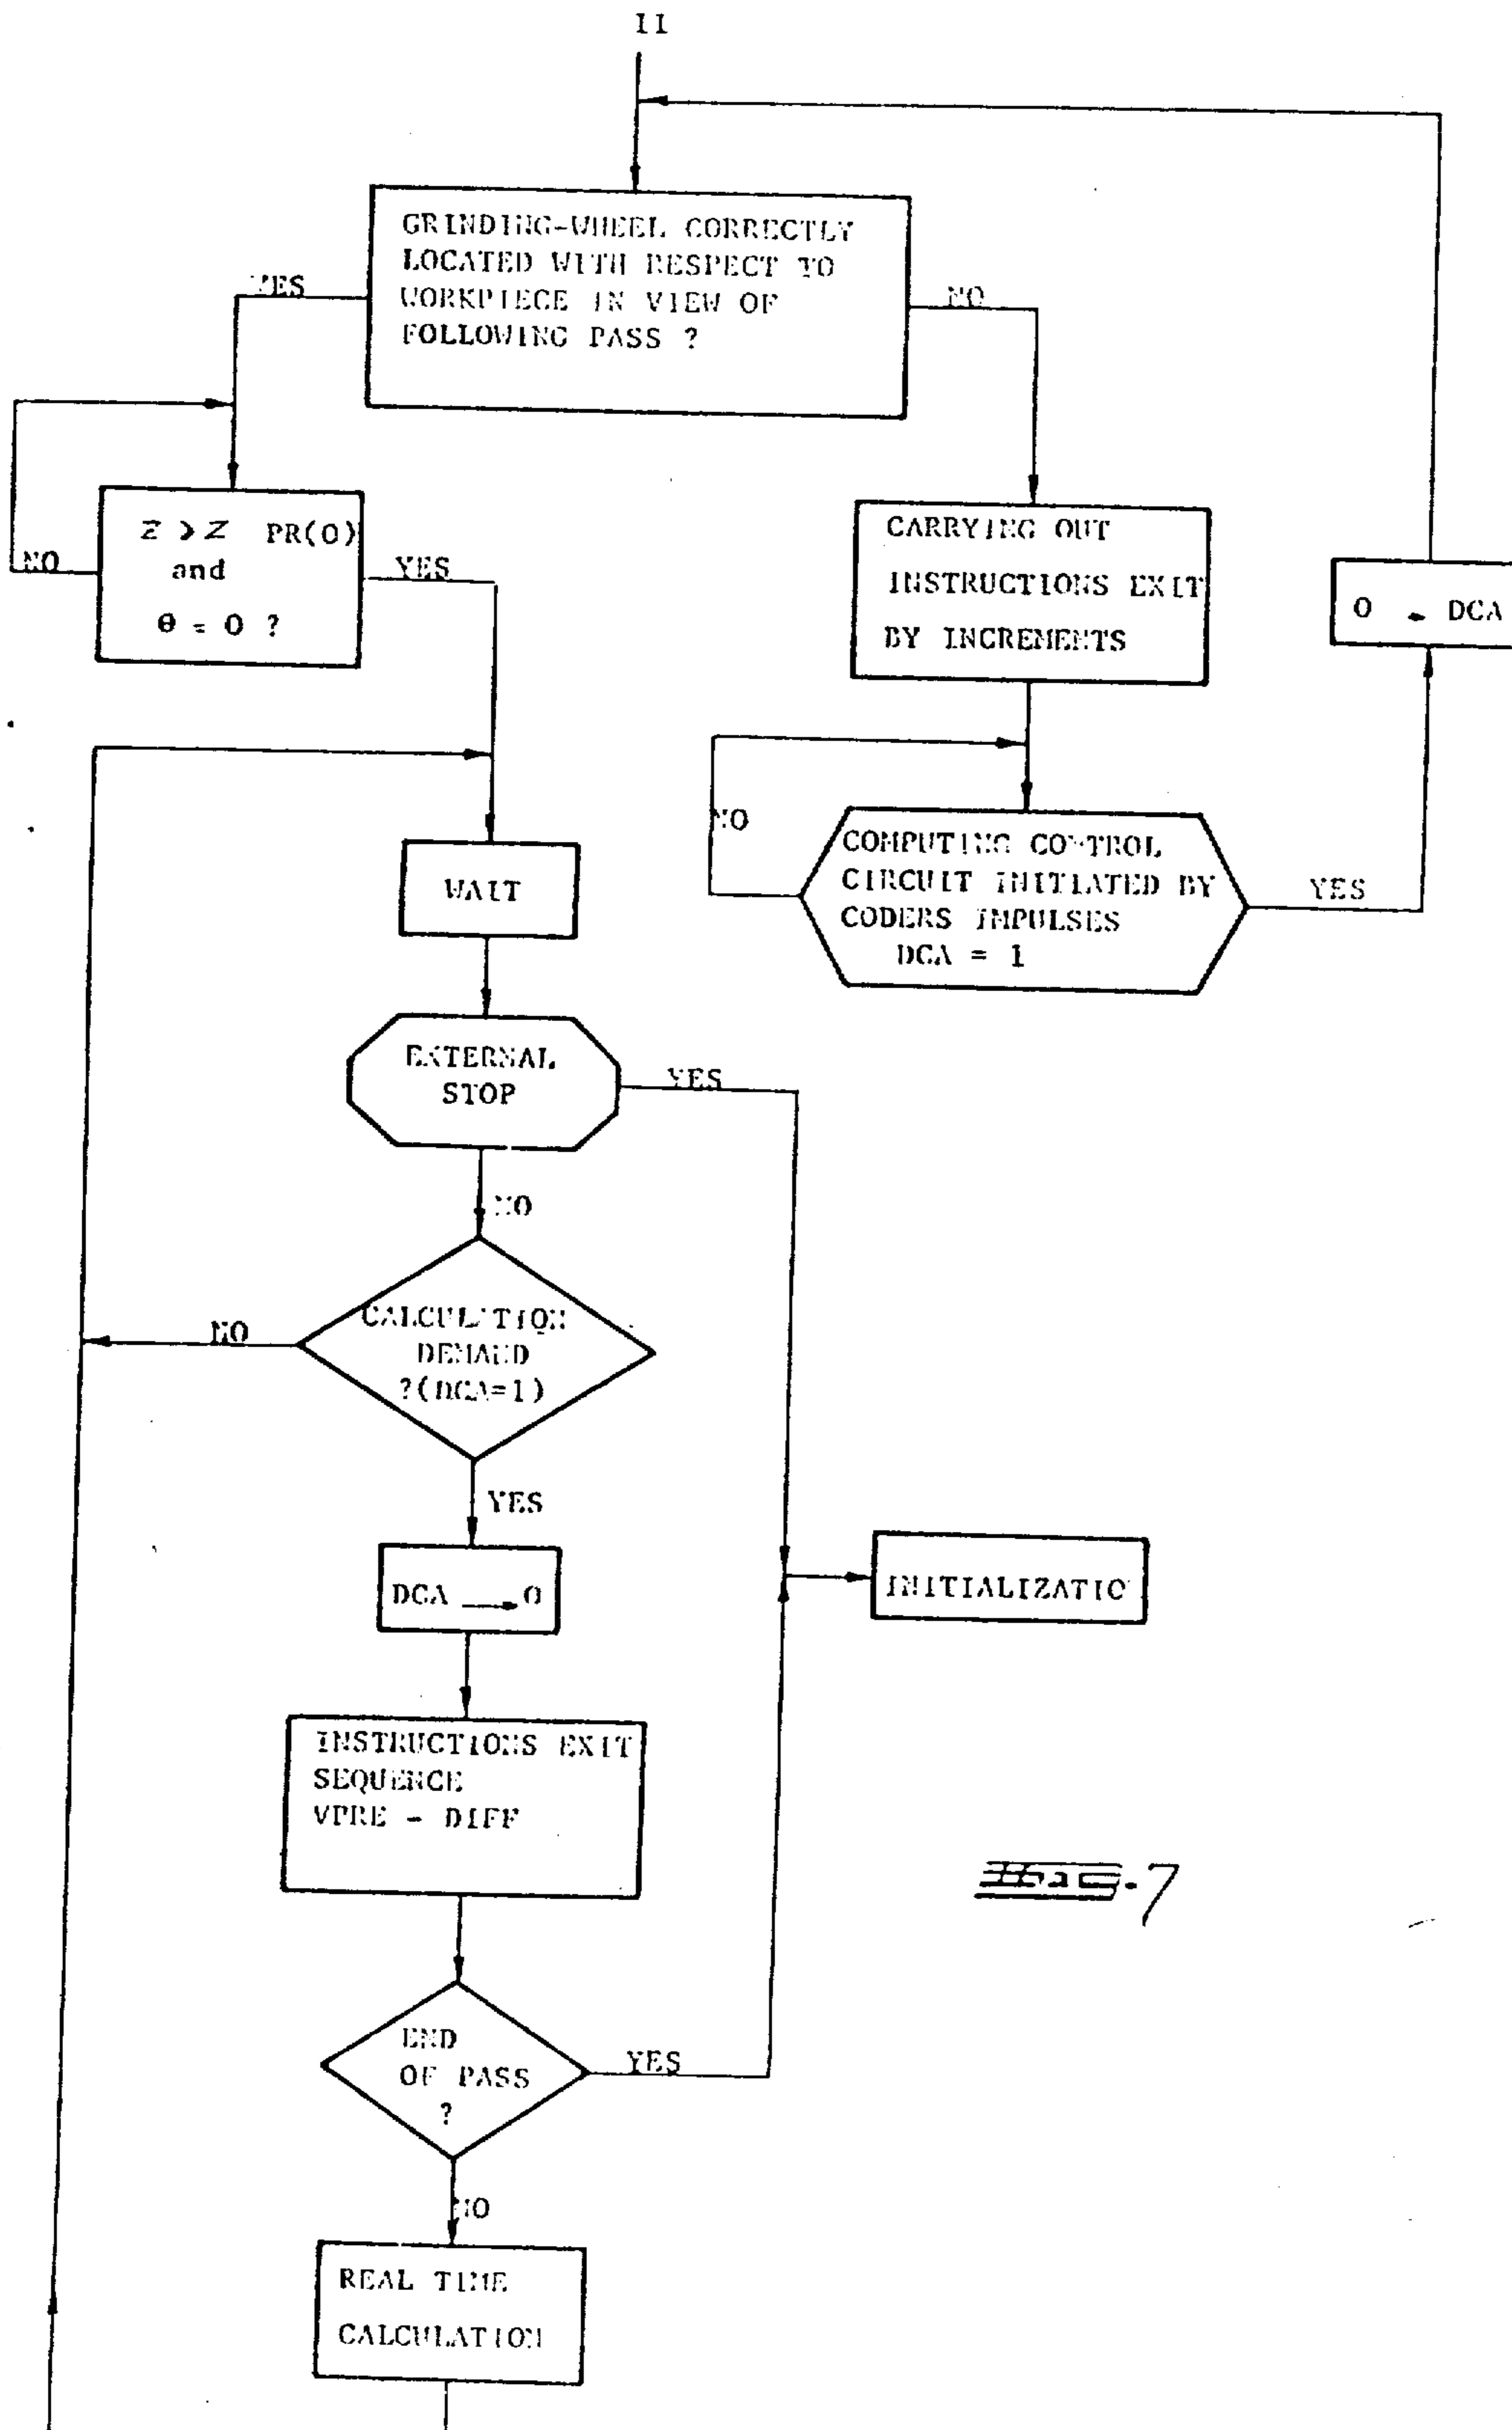 II
GRINDING-WHEEL CORRECTLY
LOCATED WITH RESPECT TO
WORKPIECE IN VIEW OF
FOLLOWING PASS ?
YES
NO
Z > Z PR(0)
and
θ = 0 ?
NO
YES
CARRYING OUT
INSTRUCTIONS EXIT
BY INCREMENTS
0 → DCA
NO
COMPUTING CONTROL
CIRCUIT INITIATED BY
CODERS IMPULSES
DCA = 1
YES
WAIT
EXTERNAL
STOP
YES
NO
CALCULATION
DEMAND
?(DCA=1)
NO
YES
DCA → 0
INITIALIZATIO
INSTRUCTIONS EXIT
SEQUENCE
VPRE - DIFF
-7
END
OF PASS
?
YES
NO
REAL TIME
CALCULATION